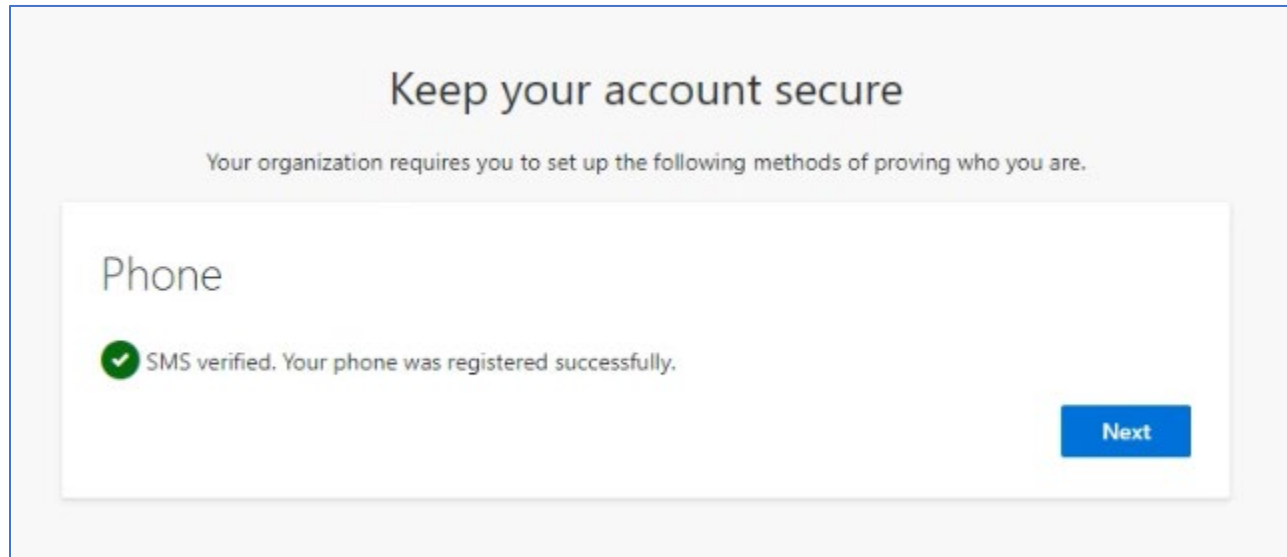 Keep your account secure
Your organization requires you to set up the following methods of proving who you are.
Phone
SMS verified. Your phone was registered successfully.
Next